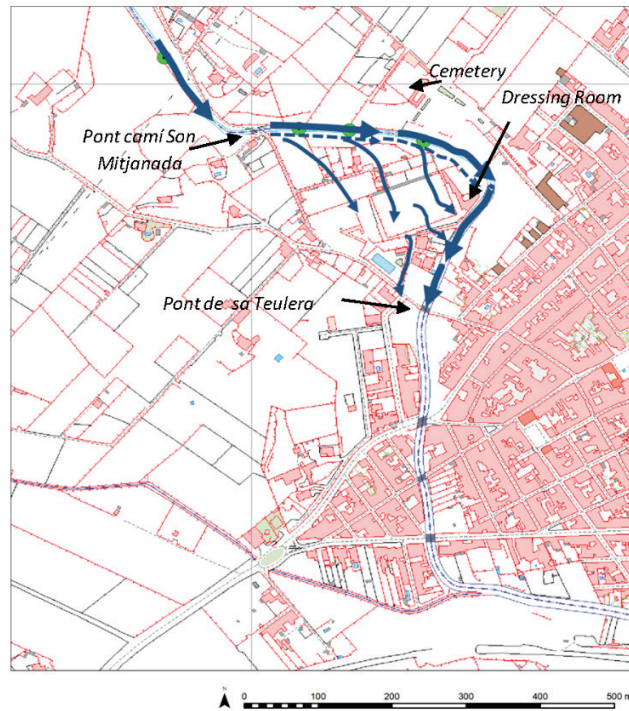 Cemetery
Dressing Room
Pont camí Son
Mitjanada
Pont de sa Teulera
N
0 100 200 300 400 500 m